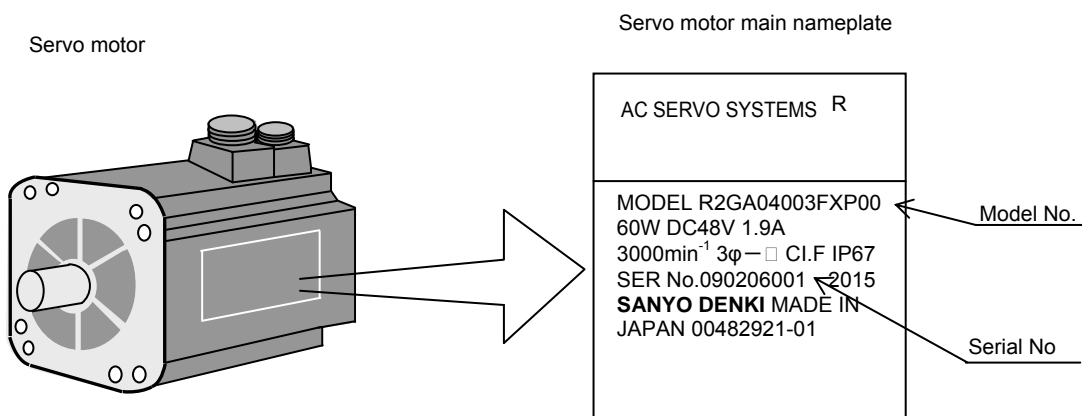 Servo motor
Servo motor main nameplate
AC SERVO SYSTEMS R
MODEL R2GA04003FXP00
60W DC48V 1.9A
3000min⁻¹ 3φ－□ CI.F IP67
SER No.090206001 2015
SANYO DENKI MADE IN
JAPAN 00482921-01
Model No.
Serial No